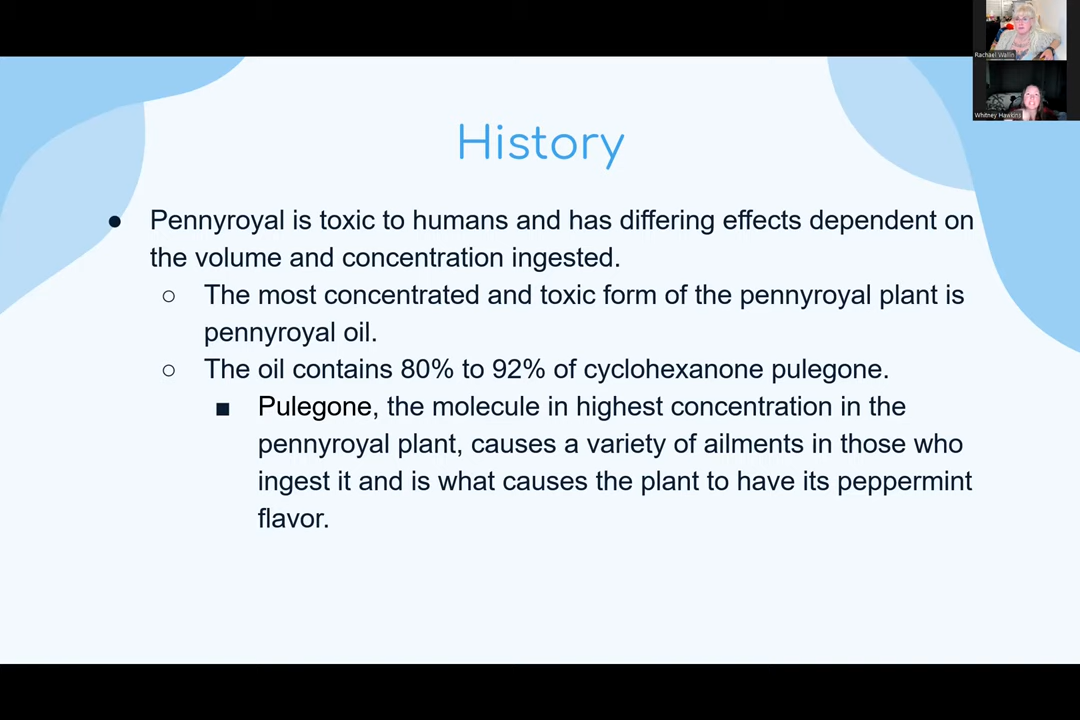 Rachael Wallin
Whitney Hawkins
History
● Pennyroyal is toxic to humans and has differing effects dependent on
the volume and concentration ingested.
○ The most concentrated and toxic form of the pennyroyal plant is
pennyroyal oil.
○ The oil contains 80% to 92% of cyclohexanone pulegone.
■ Pulegone, the molecule in highest concentration in the
pennyroyal plant, causes a variety of ailments in those who
ingest it and is what causes the plant to have its peppermint
flavor.